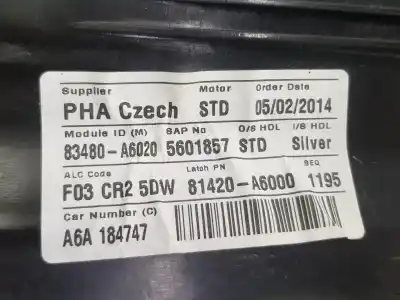 Supplier Motor Order Date
PHA Czech STD 05/02/2014
Module ID (M) SAP No O/S HDL I/S HDL
83480-A6020 5601857 STD Silver
ALC Code Latch PN SEQ
F03 CR2 5DW 81420-A6000 1195
Car Number (C)
A6A 184747